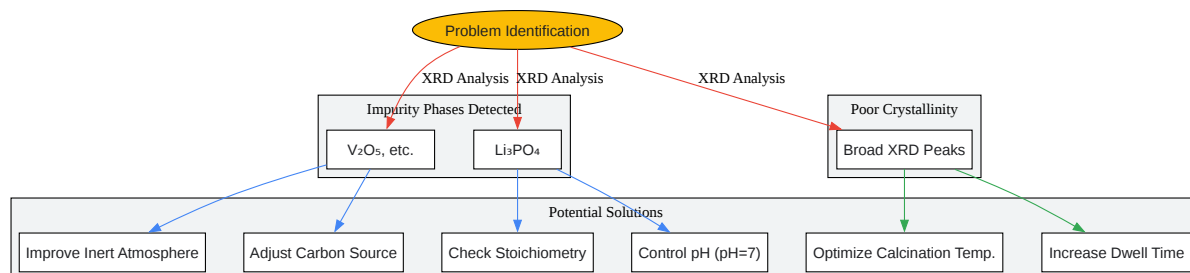 Problem Identification
XRD Analysis
XRD Analysis
XRD Analysis
Impurity Phases Detected
Poor Crystallinity
V₂O₅, etc.
Li₃PO₄
Broad XRD Peaks
Potential Solutions
Improve Inert Atmosphere
Adjust Carbon Source
Check Stoichiometry
Control pH (pH=7)
Optimize Calcination Temp.
Increase Dwell Time